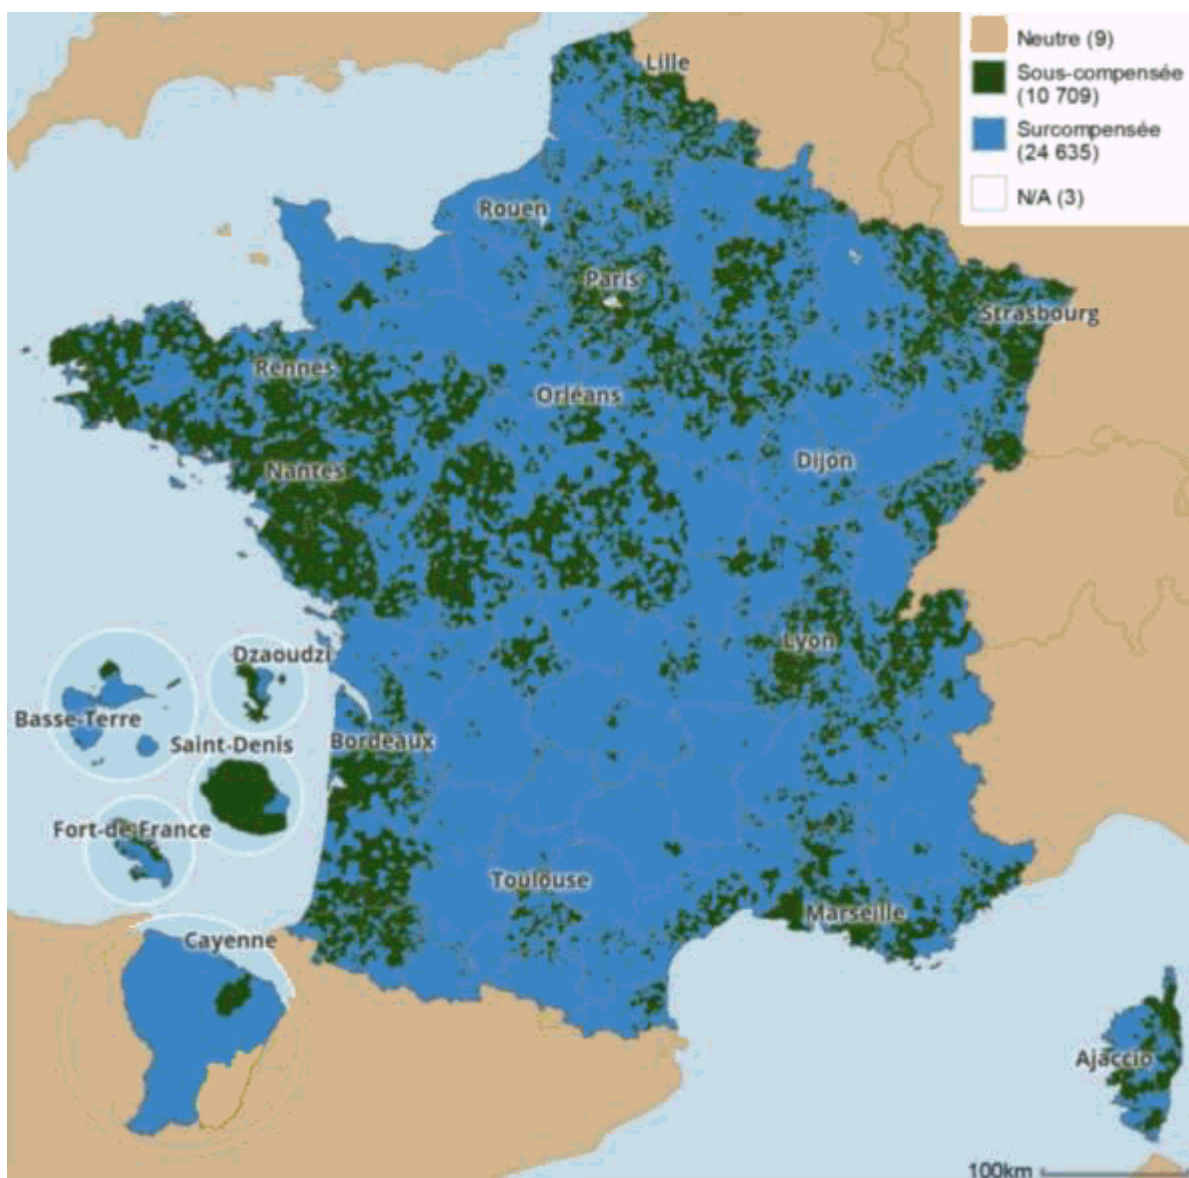 Neutre (9)
Sous-compensée
(10 709)
Surcompensée
(24 635)
N/A (3)
Lille
Rouen
Paris
Strasbourg
Rennes
Orléans
Dijon
Nantes
Lyon
Dzaoudzi
Basse-Terre
Saint-Denis
Bordeaux
Fort-de-France
Toulouse
Marseille
Cayenne
Ajaccio
100km